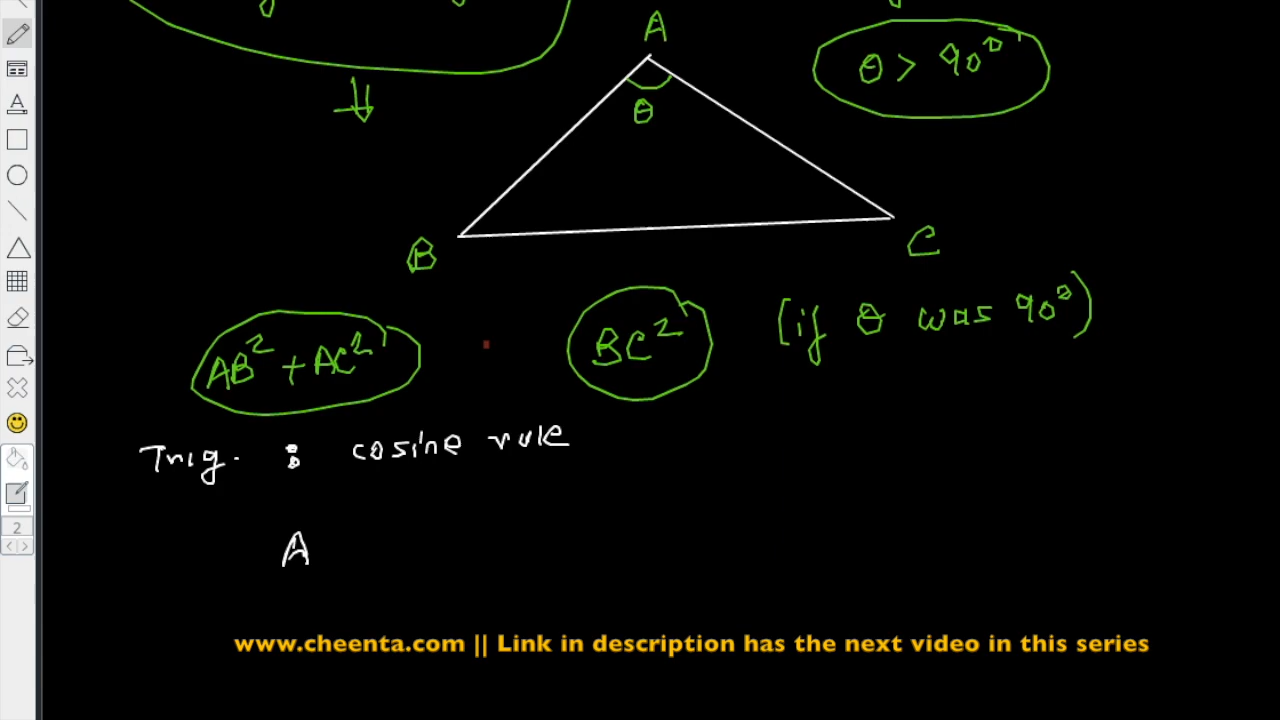 A
θ > 90°
θ
B
C
AB² + AC² BC² (if θ was 90°)
Trig. : cosine rule
A
2
www.cheenta.com || Link in description has the next video in this series